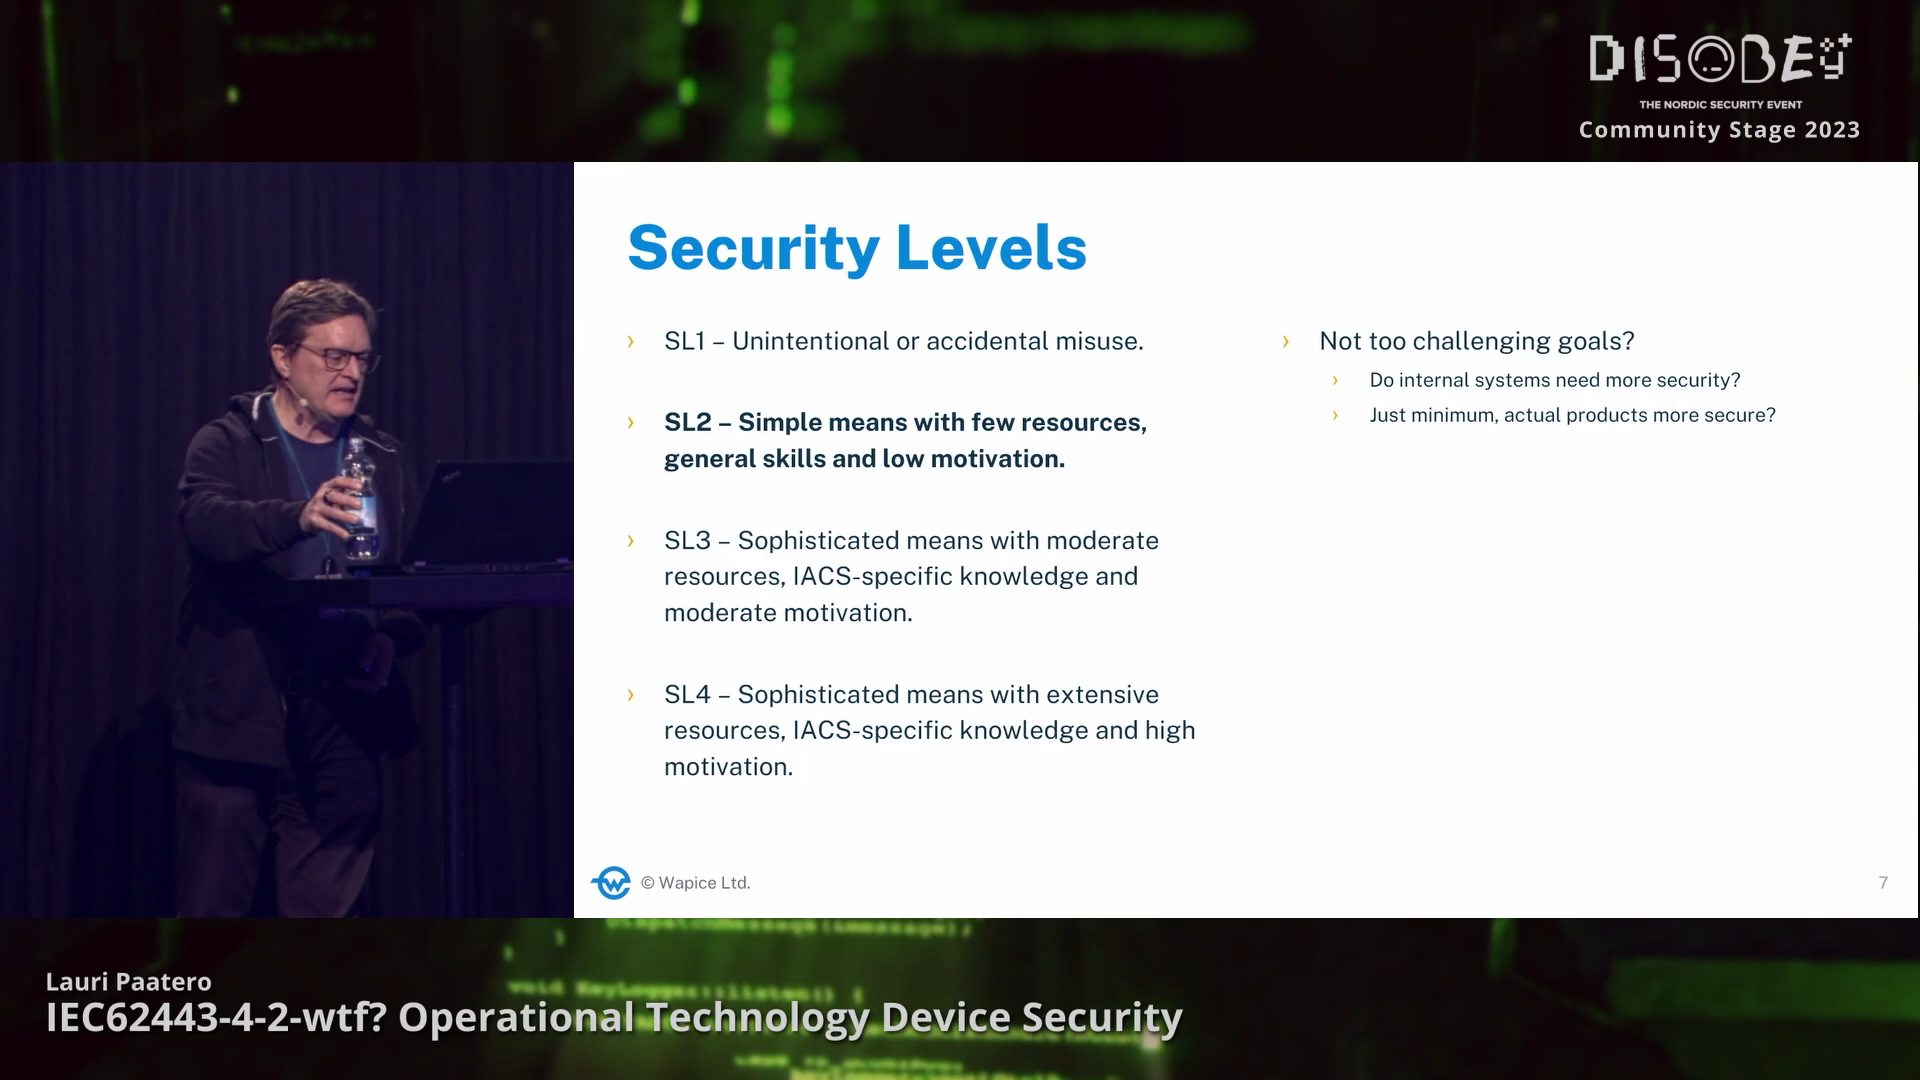 DISOBEY
THE NORDIC SECURITY EVENT
Community Stage 2023
Security Levels
› SL1 – Unintentional or accidental misuse.
› SL2 – Simple means with few resources,
general skills and low motivation.
› SL3 – Sophisticated means with moderate
resources, IACS-specific knowledge and
moderate motivation.
› SL4 – Sophisticated means with extensive
resources, IACS-specific knowledge and high
motivation.
› Not too challenging goals?
› Do internal systems need more security?
› Just minimum, actual products more secure?
© Wapice Ltd.
7
void KeyLogger::listen() {
Lauri Paatero
IEC62443-4-2-wtf? Operational Technology Device Security